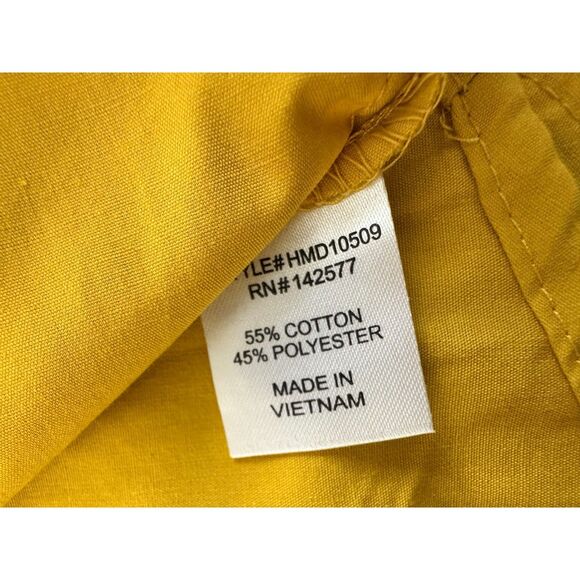 YLE# HMD10509
RN# 142577
55% COTTON
45% POLYESTER
MADE IN
VIETNAM